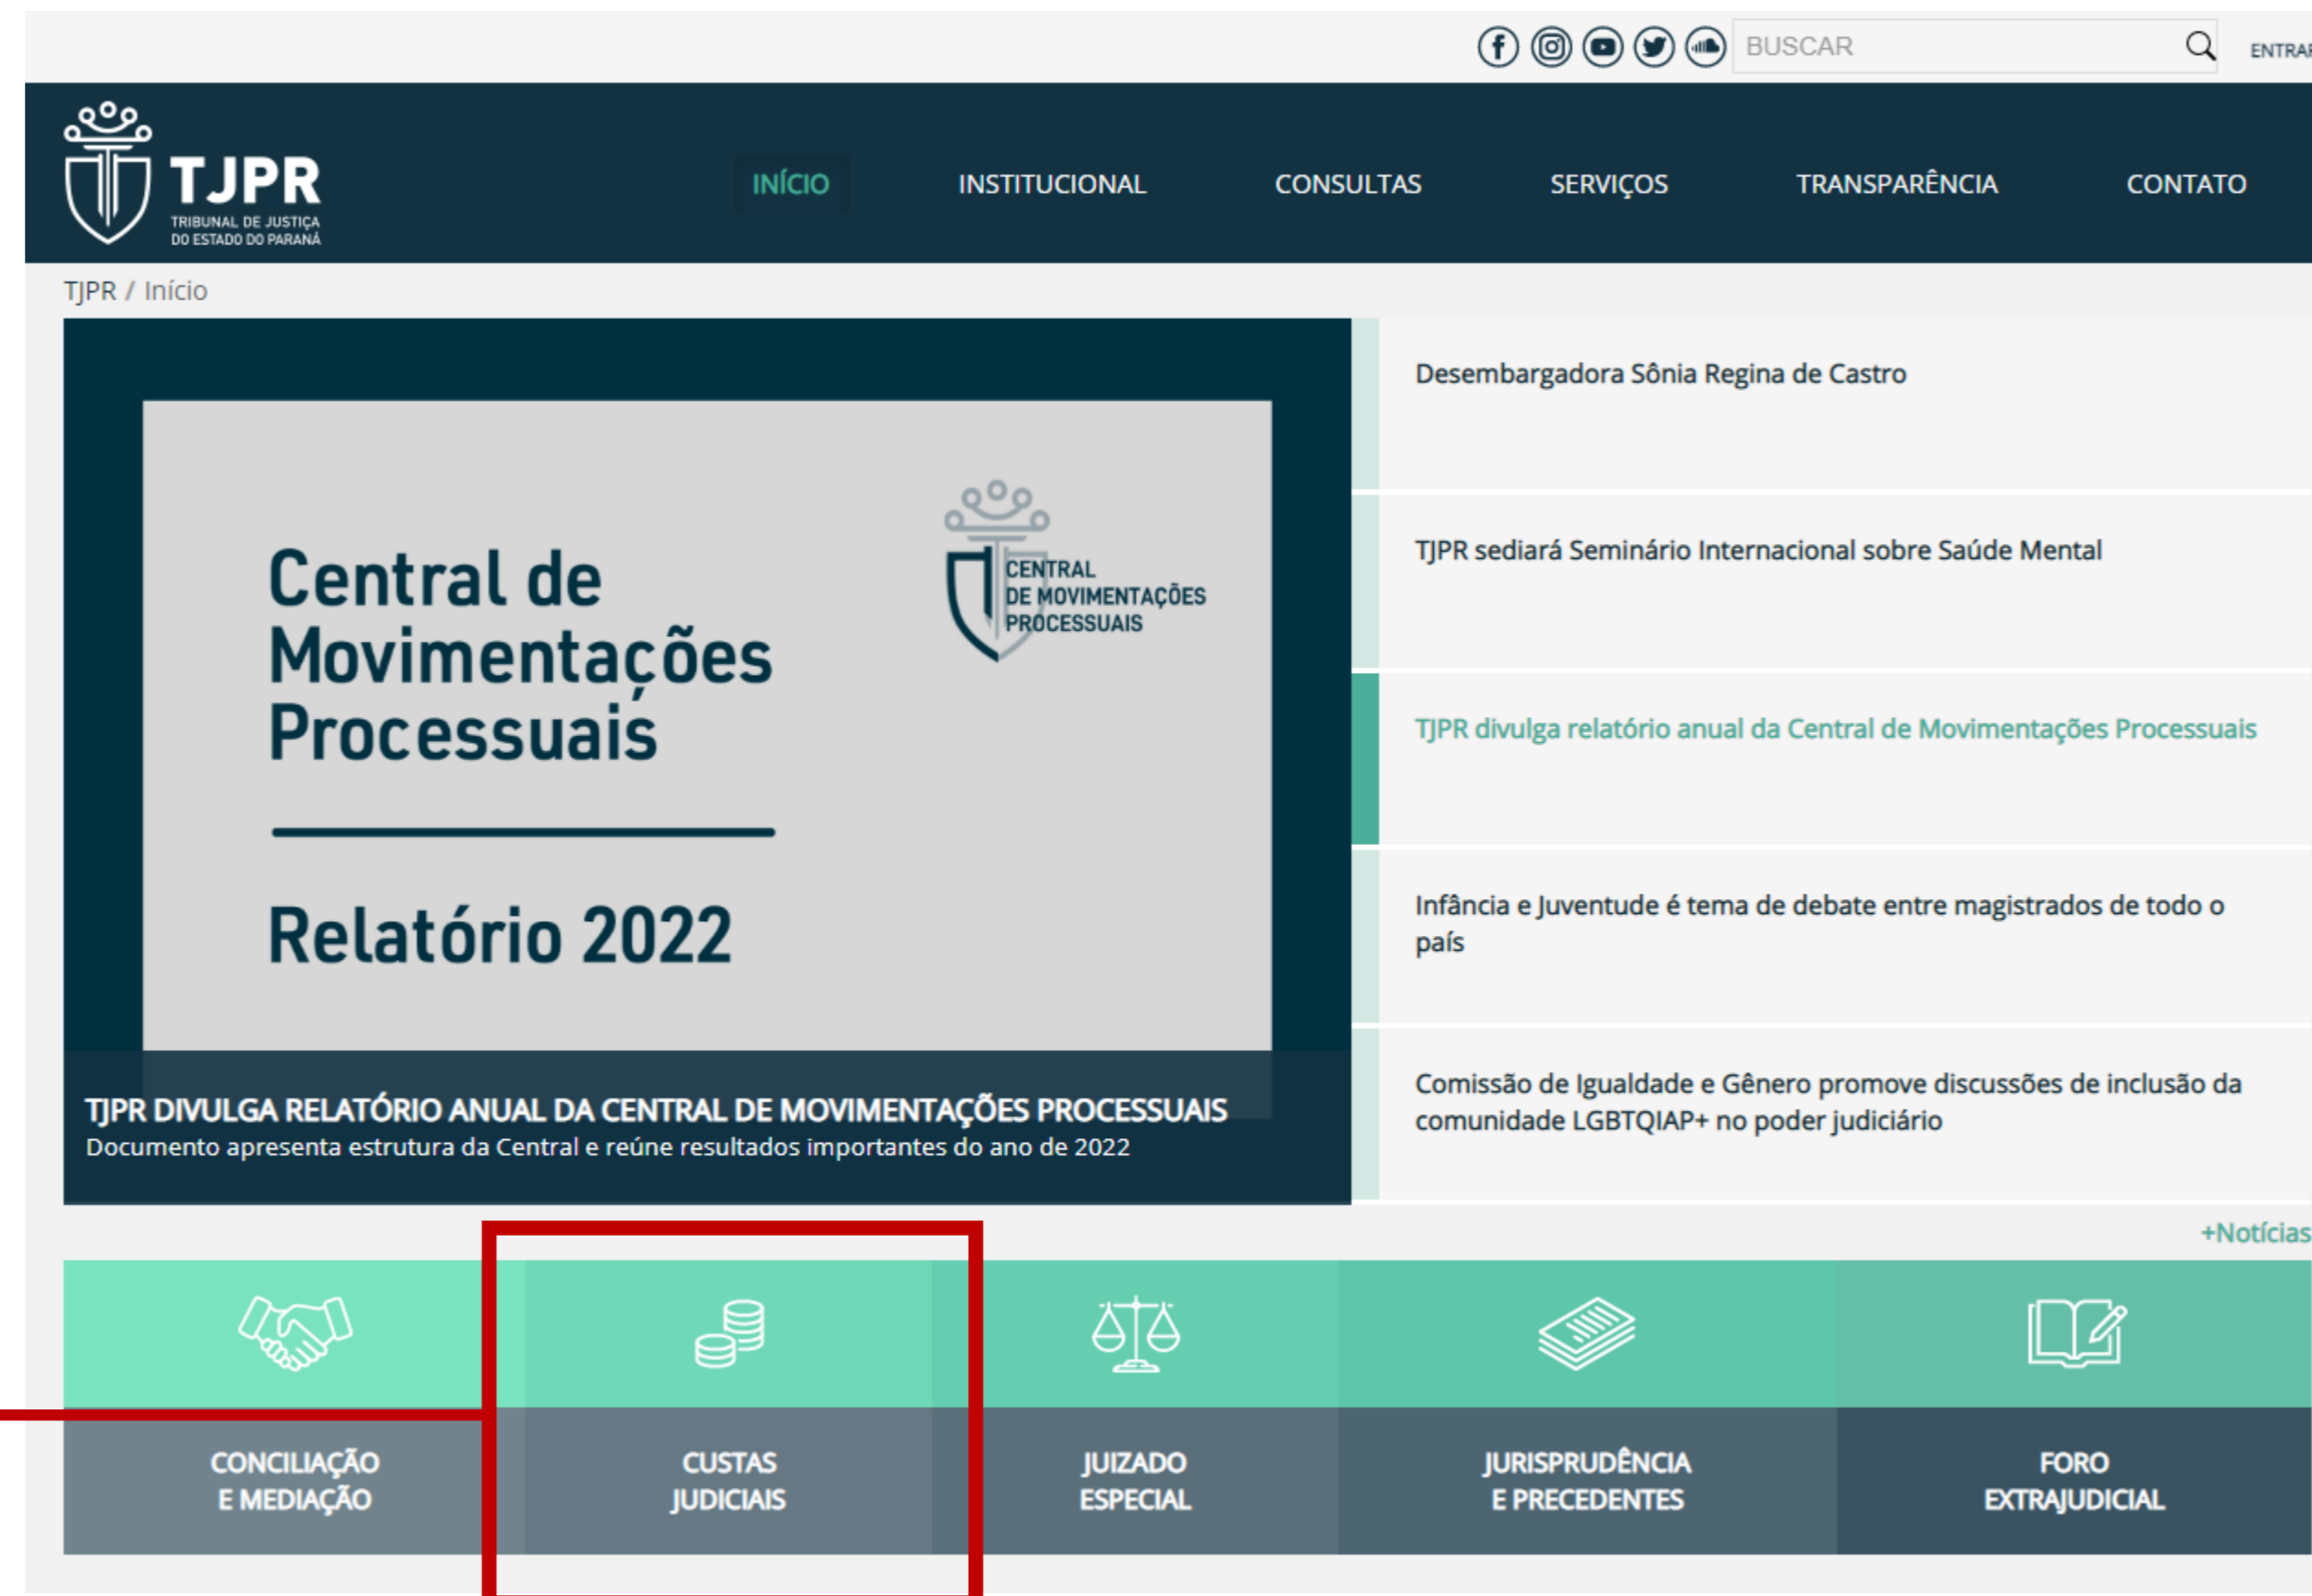 BUSCAR
ENTRAR
TJPR
TRIBUNAL DE JUSTIÇA
DO ESTADO DO PARANÁ
INÍCIO
INSTITUCIONAL
CONSULTAS
SERVIÇOS
TRANSPARÊNCIA
CONTATO
TJPR / Início
Central de
Movimentações
Processuais
Relatório 2022
CENTRAL
DE MOVIMENTAÇÕES
PROCESSUAIS
TJPR DIVULGA RELATÓRIO ANUAL DA CENTRAL DE MOVIMENTAÇÕES PROCESSUAIS
Documento apresenta estrutura da Central e reúne resultados importantes do ano de 2022
Desembargadora Sônia Regina de Castro
TJPR sediará Seminário Internacional sobre Saúde Mental
TJPR divulga relatório anual da Central de Movimentações Processuais
Infância e Juventude é tema de debate entre magistrados de todo o
país
Comissão de Igualdade e Gênero promove discussões de inclusão da
comunidade LGBTQIAP+ no poder judiciário
+Notícias
CONCILIAÇÃO
E MEDIAÇÃO
CUSTAS
JUDICIAIS
JUIZADO
ESPECIAL
JURISPRUDÊNCIA
E PRECEDENTES
FORO
EXTRAJUDICIAL